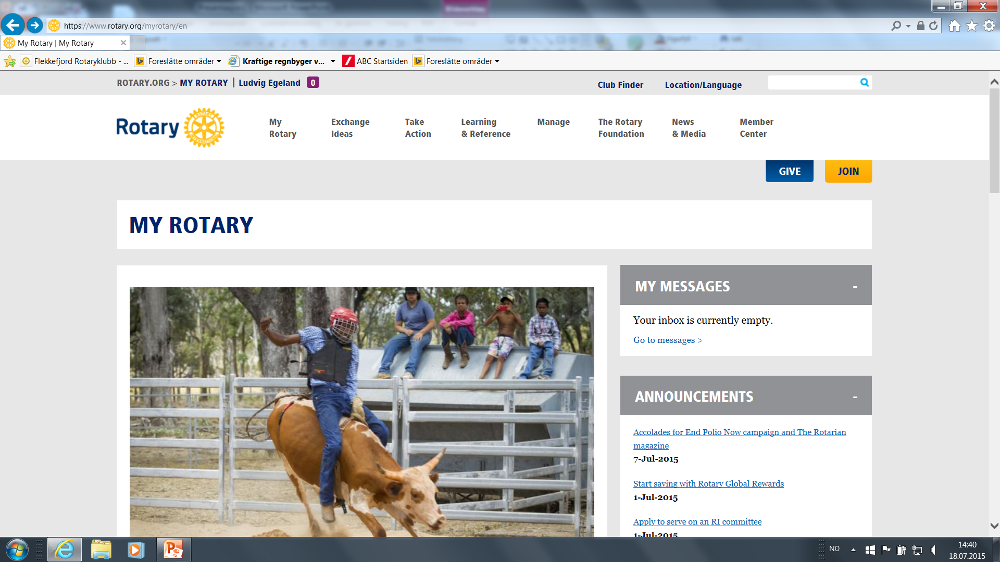 https://www.rotary.org/myrotary/en
My Rotary | My Rotary
Flekkefjord Rotaryklubb - ... Foreslåtte områder Kraftige regnbyger v... ABC Startsiden Foreslåtte områder
ROTARY.ORG > MY ROTARY | Ludvig Egeland 0 Club Finder Location/Language
Rotary
My Rotary
Exchange Ideas
Take Action
Learning & Reference
Manage
The Rotary Foundation
News & Media
Member Center
GIVE JOIN
MY ROTARY
MY MESSAGES -
Your inbox is currently empty.
Go to messages >
ANNOUNCEMENTS -
Accolades for End Polio Now campaign and The Rotarian
magazine
7-Jul-2015
Start saving with Rotary Global Rewards
1-Jul-2015
Apply to serve on an RI committee
1-Jul-2015
NO 14:40
18.07.2015